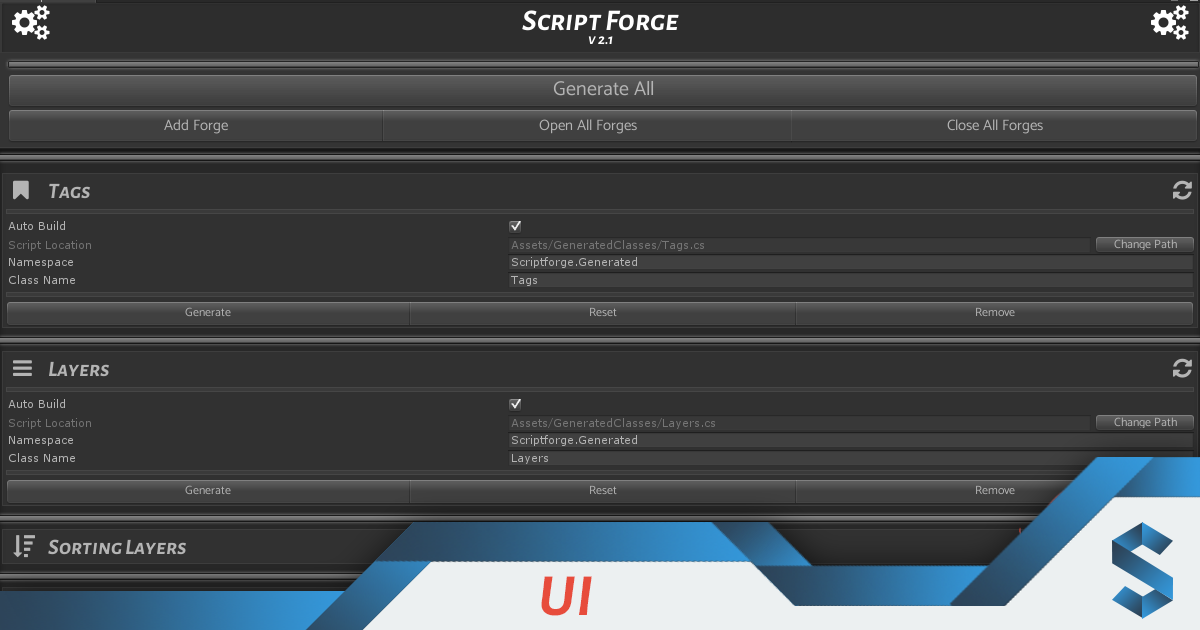 Script Forge
V 2.1
Generate All
Add Forge Open All Forges Close All Forges
Tags
Auto Build
Script Location Assets/GeneratedClasses/Tags.cs Change Path
Namespace Scriptforge.Generated
Class Name Tags
Generate Reset Remove
Layers
Auto Build
Script Location Assets/GeneratedClasses/Layers.cs Change Path
Namespace Scriptforge.Generated
Class Name Layers
Generate Reset Remove
Sorting Layers
UI